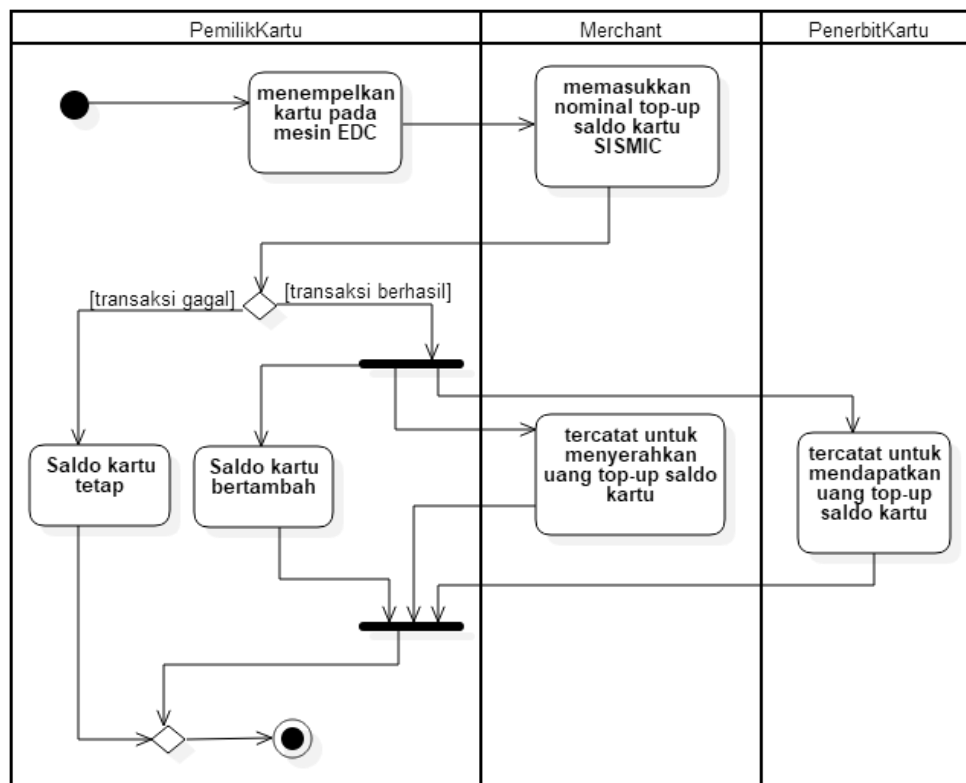 PemilikKartu
Merchant
PenerbitKartu
menempelkan
kartu pada
mesin EDC
memasukkan
nominal top-up
saldo kartu
SISMIC
[transaksi gagal]
[transaksi berhasil]
Saldo kartu
tetap
Saldo kartu
bertambah
tercatat untuk
menyerahkan
uang top-up saldo
kartu
tercatat untuk
mendapatkan
uang top-up
saldo kartu